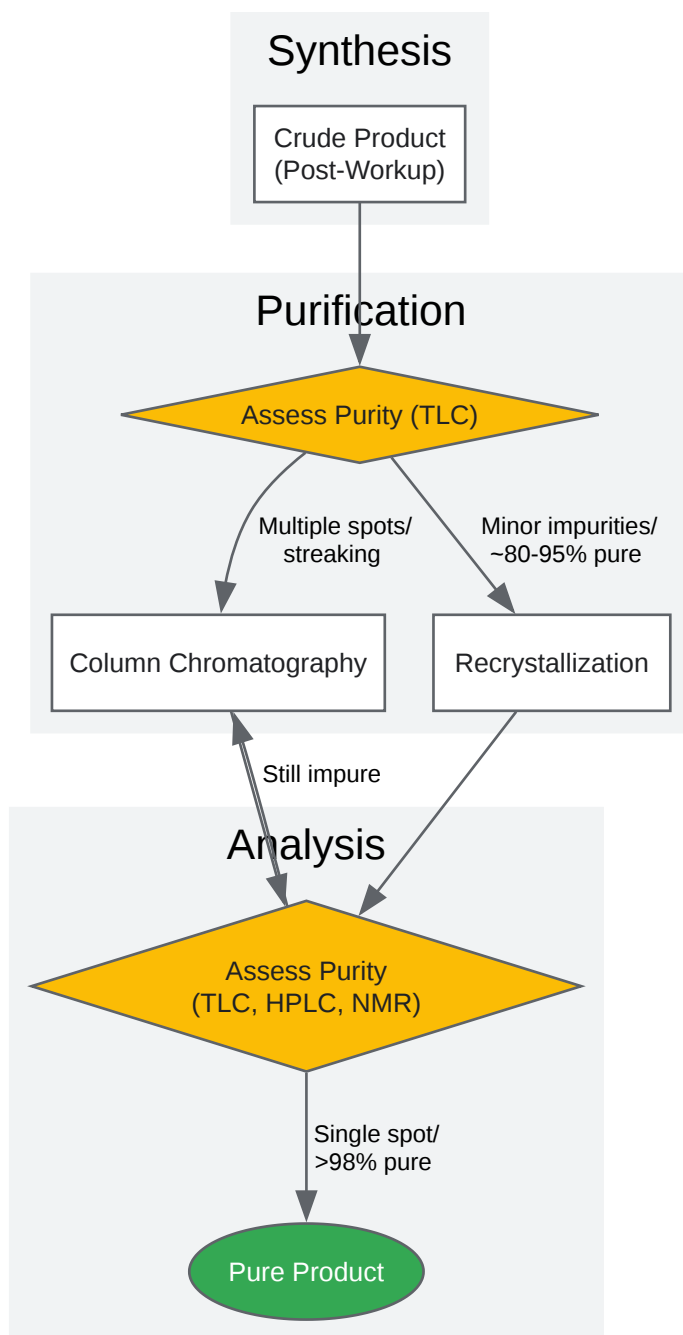 Synthesis
Crude Product
(Post-Workup)
Purification
Assess Purity (TLC)
Multiple spots/
streaking
Minor impurities/
~80-95% pure
Column Chromatography
Recrystallization
Still impure
Analysis
Assess Purity
(TLC, HPLC, NMR)
Single spot/
>98% pure
Pure Product